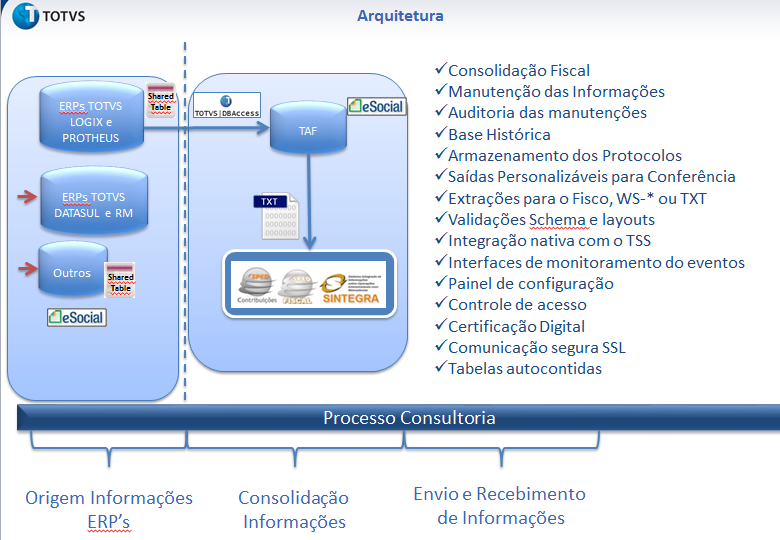 TOTVS
Arquitetura
ERPs TOTVS
LOGIX e
PROTHEUS
Shared
Table
TOTVS | DBAccess
TAF
eSocial
ERPs TOTVS
DATASUL e RM
Outros
Shared
Table
eSocial
TXT
SPED
Contribuições
FISCAL
SINTEGRA
Consolidação Fiscal
Manutenção das Informações
Auditoria das manutenções
Base Histórica
Armazenamento dos Protocolos
Saídas Personalizáveis para Conferência
Extrações para o Fisco, WS-* ou TXT
Validações Schema e layouts
Integração nativa com o TSS
Interfaces de monitoramento do eventos
Painel de configuração
Controle de acesso
Certificação Digital
Comunicação segura SSL
Tabelas autocontidas
Processo Consultoria
Origem Informações
ERP's
Consolidação
Informações
Envio e Recebimento
de Informações